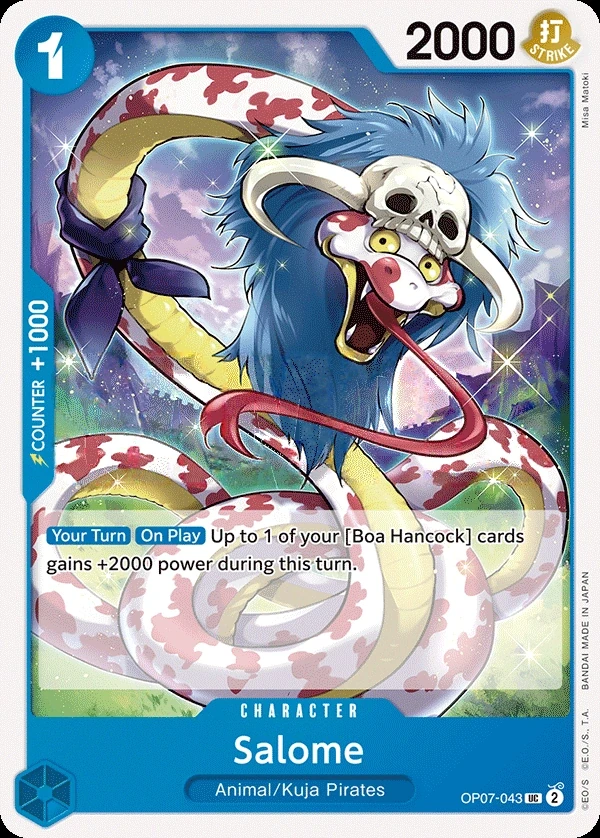 1
2000
打
STRIKE
Misa Matoki
COUNTER +1000
Your Turn On Play Up to 1 of your [Boa Hancock] cards
gains +2000 power during this turn.
CHARACTER
Salome
Animal/Kuja Pirates
OP07-043 UC 2
©EO/S ©E.O./S., T.A. BANDAI MADE IN JAPAN